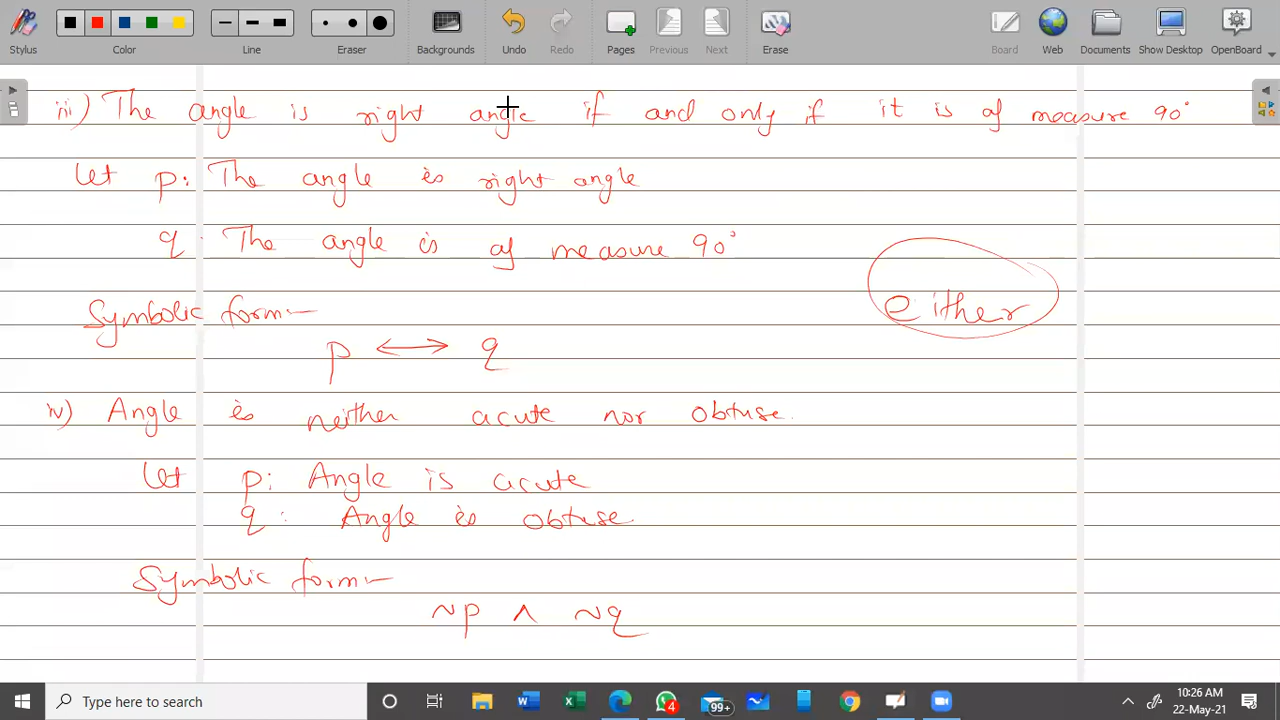 Stylus Color Line Eraser Backgrounds Undo Redo Pages Previous Next Erase Board Web Documents Show Desktop OpenBoard
iii) The angle is right angle if and only if it is of measure 90°
Let p: The angle is right angle
q: The angle is of measure 90°
either
Symbolic form-
p ↔ q
iv) Angle is neither acute nor obtuse.
Let p: Angle is acute
q: Angle is obtuse
Symbolic form-
~p ∧ ~q
Type here to search
4
99+
10:26 AM
22-May-21